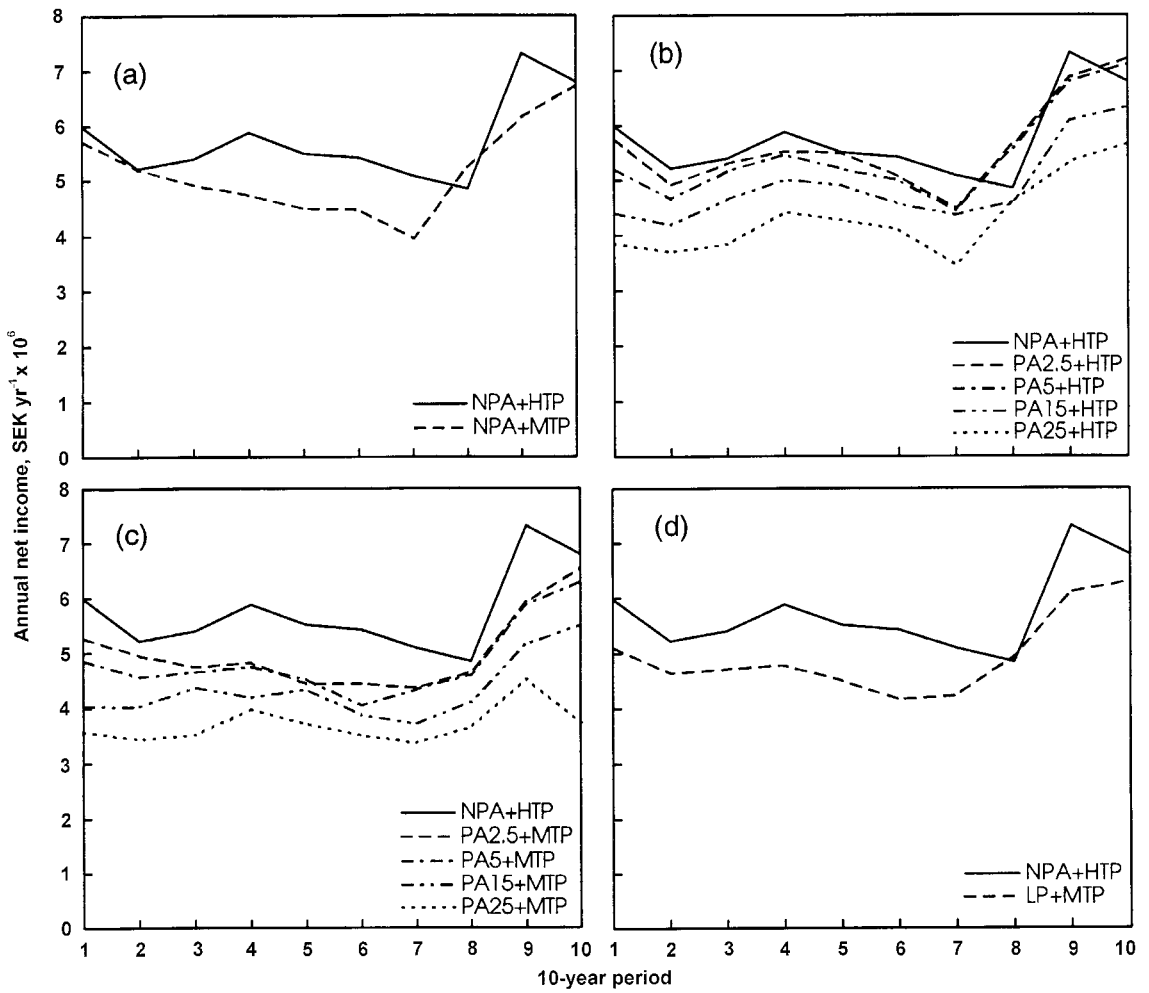 Annual net income, SEK yr⁻¹ x 10⁶
8
7
6
5
4
3
2
1
0
(a)
NPA+HTP
NPA+MTP
(b)
NPA+HTP
PA2.5+HTP
PA5+HTP
PA15+HTP
PA25+HTP
8
7
6
5
4
3
2
1
0
(c)
NPA+HTP
PA2.5+MTP
PA5+MTP
PA15+MTP
PA25+MTP
1 2 3 4 5 6 7 8 9 10
(d)
NPA+HTP
LP+MTP
1 2 3 4 5 6 7 8 9 10
10-year period